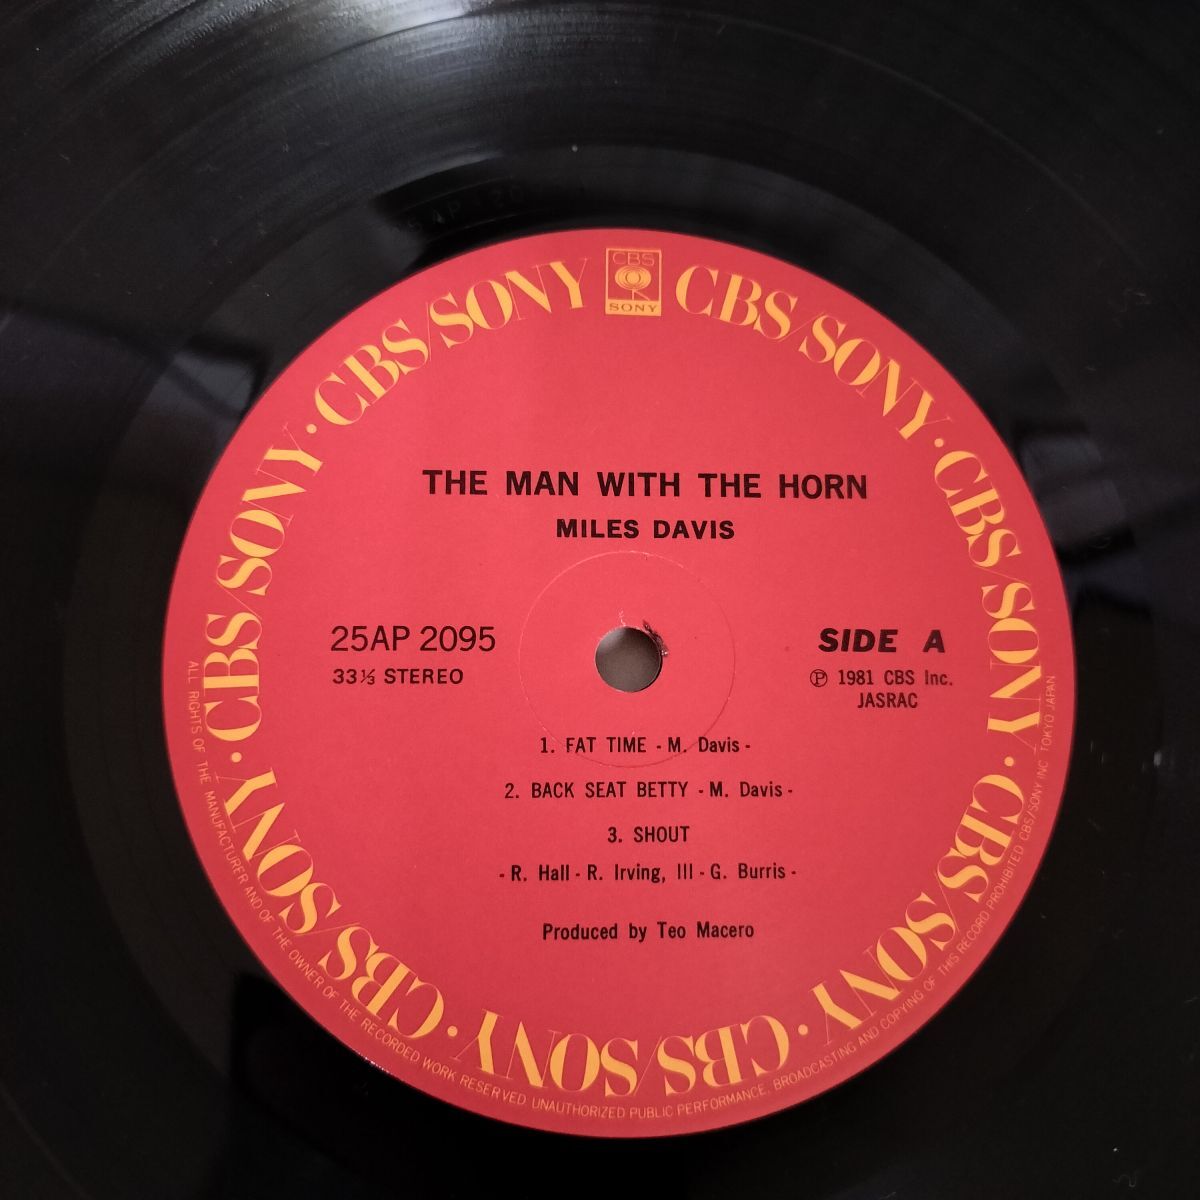 CBS
SONY
CBS/SONY · CBS/SONY · CBS/SONY · CBS/SONY · CBS/SONY · CBS/SONY · CBS/SONY · CBS/SONY
THE MAN WITH THE HORN
MILES DAVIS
25AP 2095
33⅓ STEREO
SIDE A
Ⓟ 1981 CBS Inc.
JASRAC
1. FAT TIME - M. Davis -
2. BACK SEAT BETTY - M. Davis -
3. SHOUT
- R. Hall - R. Irving, III - G. Burris -
Produced by Teo Macero
ALL RIGHTS OF THE MANUFACTURER AND OF THE OWNER OF THE RECORDED WORK RESERVED UNAUTHORIZED PUBLIC PERFORMANCE, BROADCASTING AND COPYING OF THIS RECORD PROHIBITED CBS/SONY INC TOKYO JAPAN